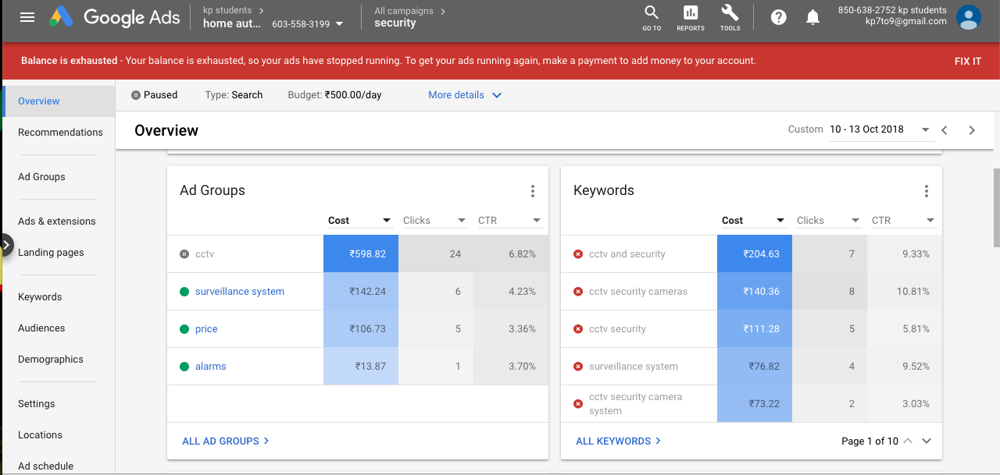 Google Ads
kp students
home aut...
603-558-3199
All campaigns
security
GO TO
REPORTS
TOOLS
850-638-2752 kp students
kp7to9@gmail.com
Balance is exhausted - Your balance is exhausted, so your ads have stopped running. To get your ads running again, make a payment to add money to your account.
FIX IT
Overview
Recommendations
Ad Groups
Ads & extensions
Landing pages
Keywords
Audiences
Demographics
Settings
Locations
Ad schedule
Paused
Type: Search
Budget: ₹500.00/day
More details
Overview
Custom 10 - 13 Oct 2018
Ad Groups
Cost Clicks CTR
cctv ₹598.82 24 6.82%
surveillance system ₹142.24 6 4.23%
price ₹106.73 5 3.36%
alarms ₹13.87 1 3.70%
ALL AD GROUPS
Keywords
Cost Clicks CTR
cctv and security ₹204.63 7 9.33%
cctv security cameras ₹140.36 8 10.81%
cctv security ₹111.28 5 5.81%
surveillance system ₹76.82 4 9.52%
cctv security camera
system ₹73.22 2 3.03%
ALL KEYWORDS
Page 1 of 10